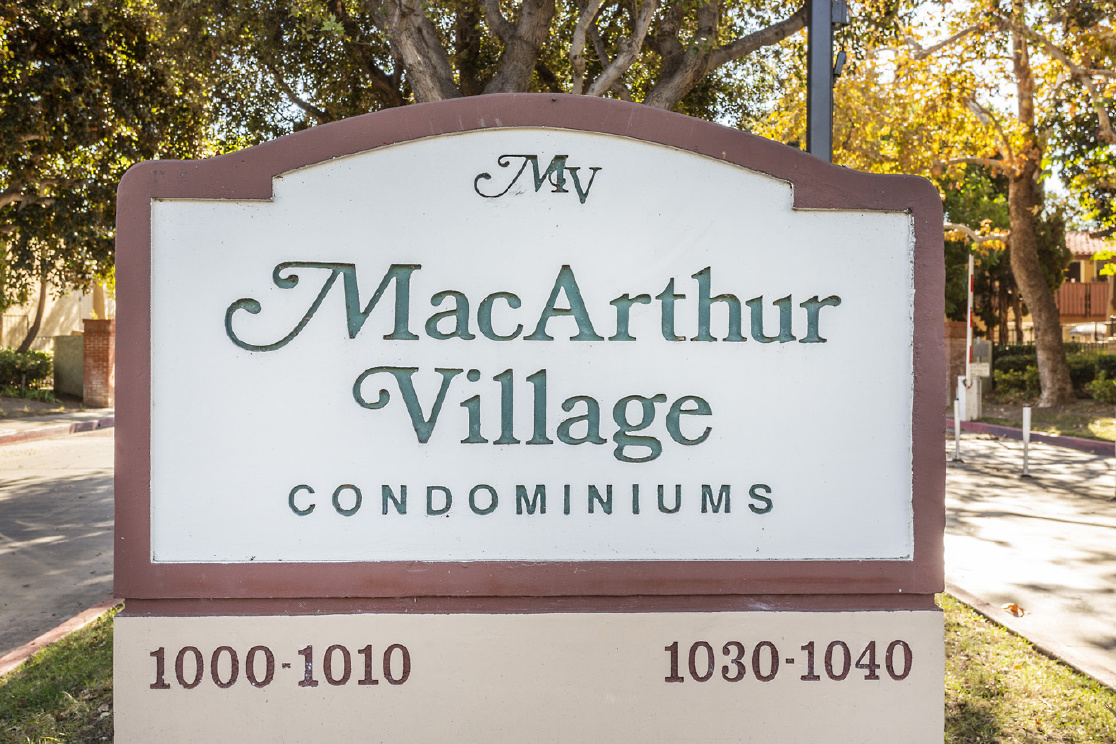 MV
MacArthur
Village
CONDOMINIUMS
1000-1010 1030-1040